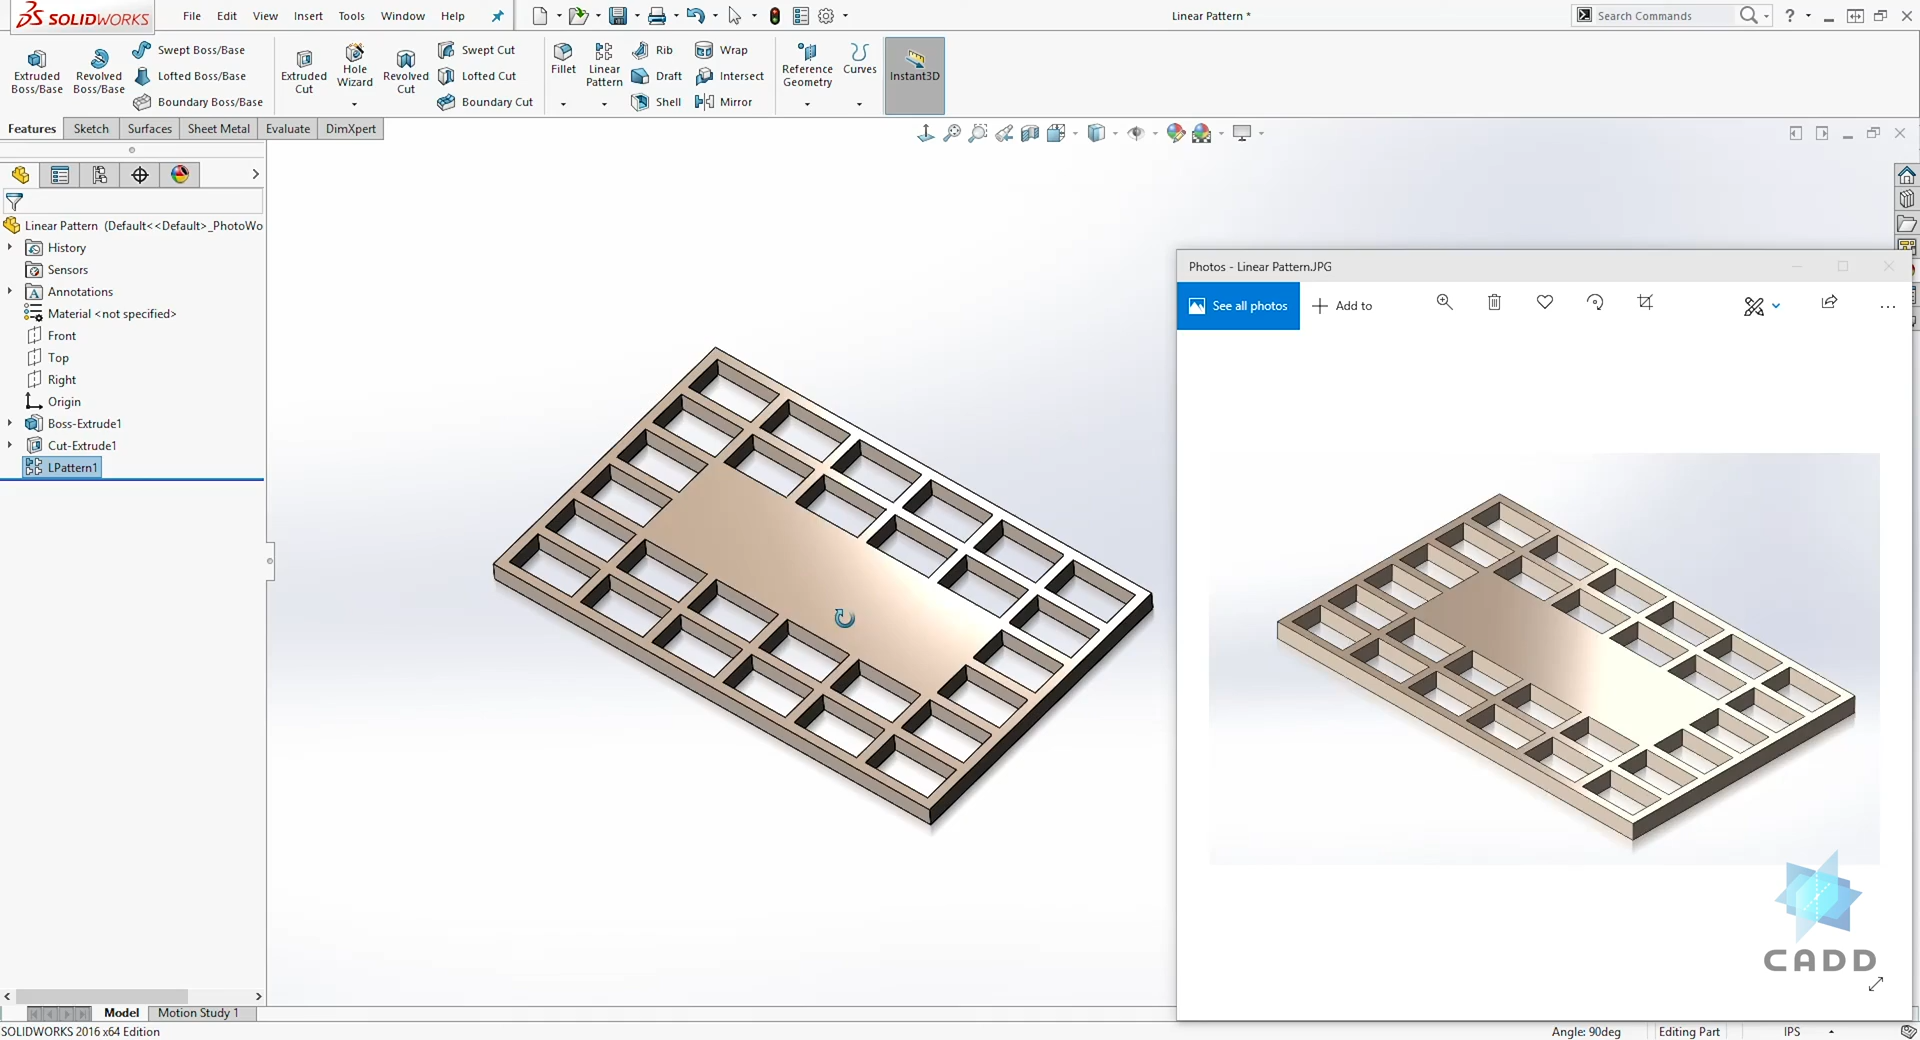 SOLIDWORKS
File Edit View Insert Tools Window Help
Linear Pattern *
Search Commands
Extruded Boss/Base
Revolved Boss/Base
Swept Boss/Base
Lofted Boss/Base
Boundary Boss/Base
Extruded Cut
Hole Wizard
Revolved Cut
Swept Cut
Lofted Cut
Boundary Cut
Fillet
Linear Pattern
Rib
Draft
Shell
Wrap
Intersect
Mirror
Reference Geometry
Curves
Instant3D
Features Sketch Surfaces Sheet Metal Evaluate DimXpert
Linear Pattern (Default<<Default>_PhotoWo
History
Sensors
Annotations
Material <not specified>
Front
Top
Right
Origin
Boss-Extrude1
Cut-Extrude1
LPattern1
Photos - Linear Pattern.JPG
See all photos
Add to
CADD
Model Motion Study 1
SOLIDWORKS 2016 x64 Edition
Angle: 90deg Editing Part IPS